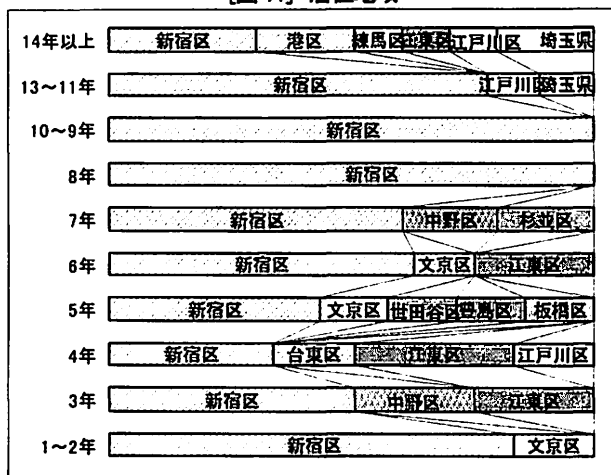 14年以上 新宿区 港区 練馬区 江東区 江戸川区 埼玉県
13～11年 新宿区 江戸川区 埼玉県
10～9年 新宿区
8年 新宿区
7年 新宿区 中野区 杉並区
6年 新宿区 文京区 江東区
5年 新宿区 文京区 世田谷区 豊島区 板橋区
4年 新宿区 台東区 江東区 江戸川区
3年 新宿区 中野区 江東区
1～2年 新宿区 文京区